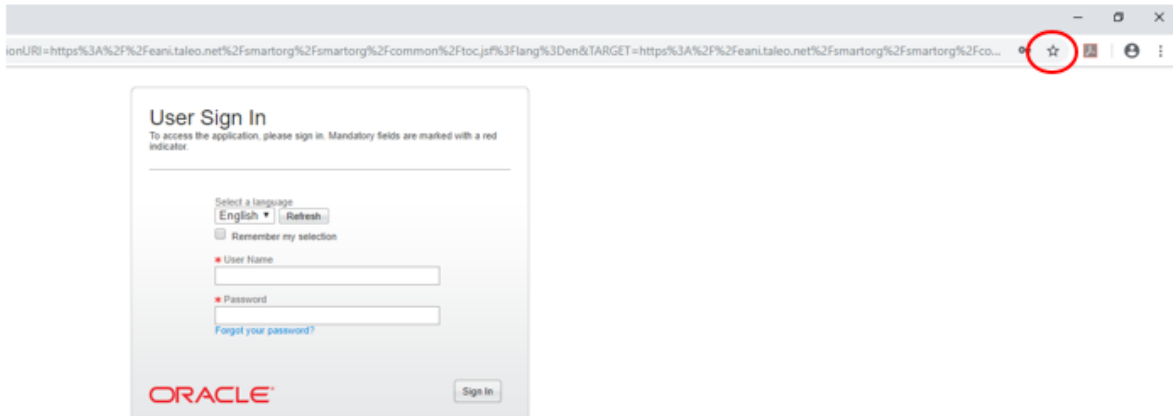 ionURI=https%3A%2F%2Feani.taleo.net%2Fsmartorg%2Fsmartorg%2Fcommon%2Ftoc.jsf%3Flang%3Den&TARGET=https%3A%2F%2Feani.taleo.net%2Fsmartorg%2Fsmartorg%2Fco...
User Sign In
To access the application, please sign in. Mandatory fields are marked with a red
indicator.
Select a language
English
Refresh
Remember my selection
* User Name
* Password
Forgot your password?
ORACLE
Sign In